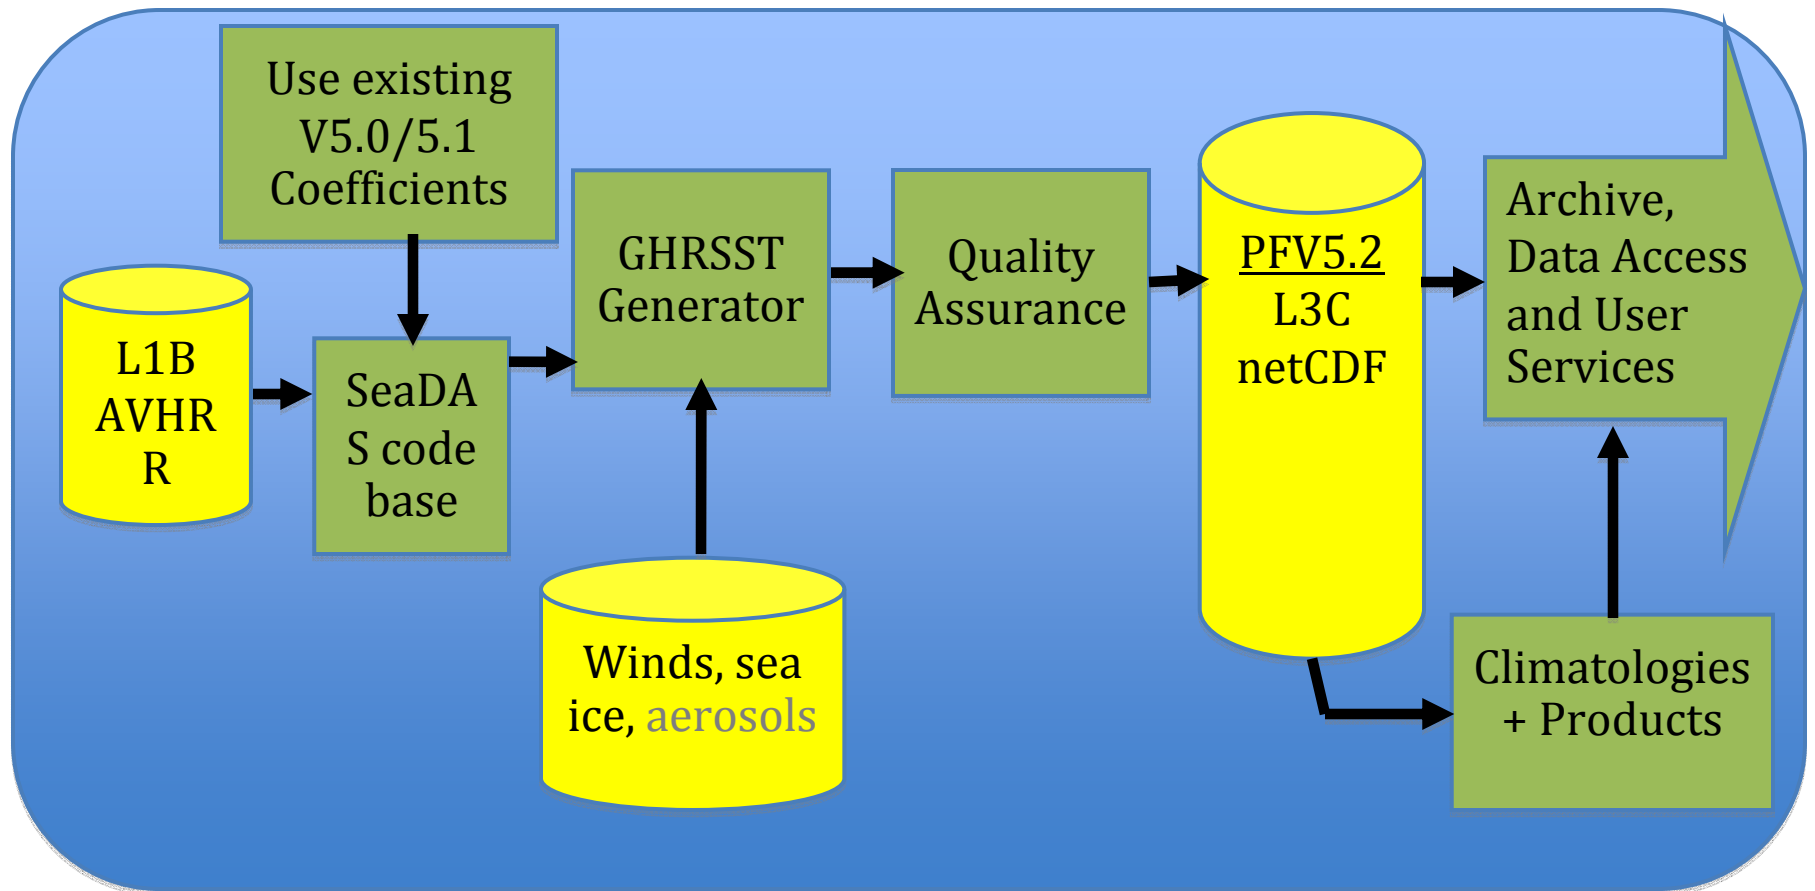 Use existing
V5.0/5.1
Coefficients
L1B
AVHR
R
SeaDA
S code
base
GHRSST
Generator
Winds, sea
ice, aerosols
Quality
Assurance
PFV5.2
L3C
netCDF
Archive,
Data Access
and User
Services
Climatologies
+ Products